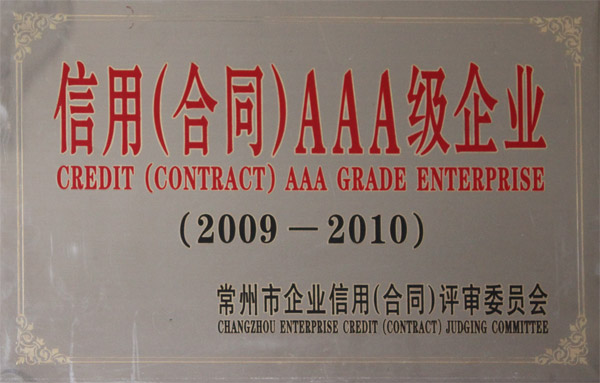 信用(合同)AAA级企业
CREDIT (CONTRACT) AAA GRADE ENTERPRISE
(2009－2010)
常州市企业信用(合同)评审委员会
CHANGZHOU ENTERPRISE CREDIT (CONTRACT) JUDGING COMMITTEE